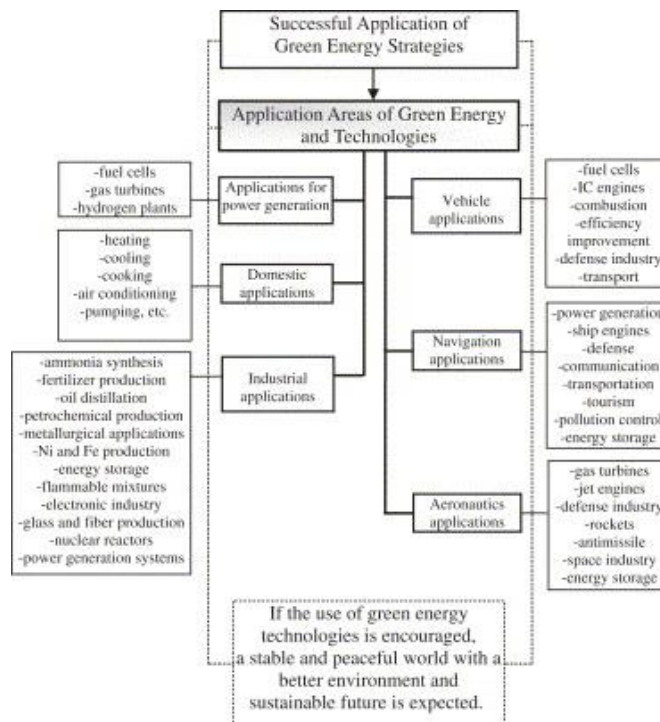 Successful Application of
Green Energy Strategies
Application Areas of Green Energy
and Technologies
-fuel cells
-gas turbines
-hydrogen plants
Applications for
power generation
-heating
-cooling
-cooking
-air conditioning
-pumping, etc.
Domestic
applications
-ammonia synthesis
-fertilizer production
-oil distillation
-petrochemical production
-metallurgical applications
-Ni and Fe production
-energy storage
-flammable mixtures
-electronic industry
-glass and fiber production
-nuclear reactors
-power generation systems
Industrial
applications
Vehicle
applications
-fuel cells
-IC engines
-combustion
-efficiency
improvement
-defense industry
-transport
Navigation
applications
-power generation
-ship engines
-defense
-communication
-transportation
-tourism
-pollution control
-energy storage
Aeronautics
applications
-gas turbines
-jet engines
-defense industry
-rockets
-antimissile
-space industry
-energy storage
If the use of green energy
technologies is encouraged,
a stable and peaceful world with a
better environment and
sustainable future is expected.